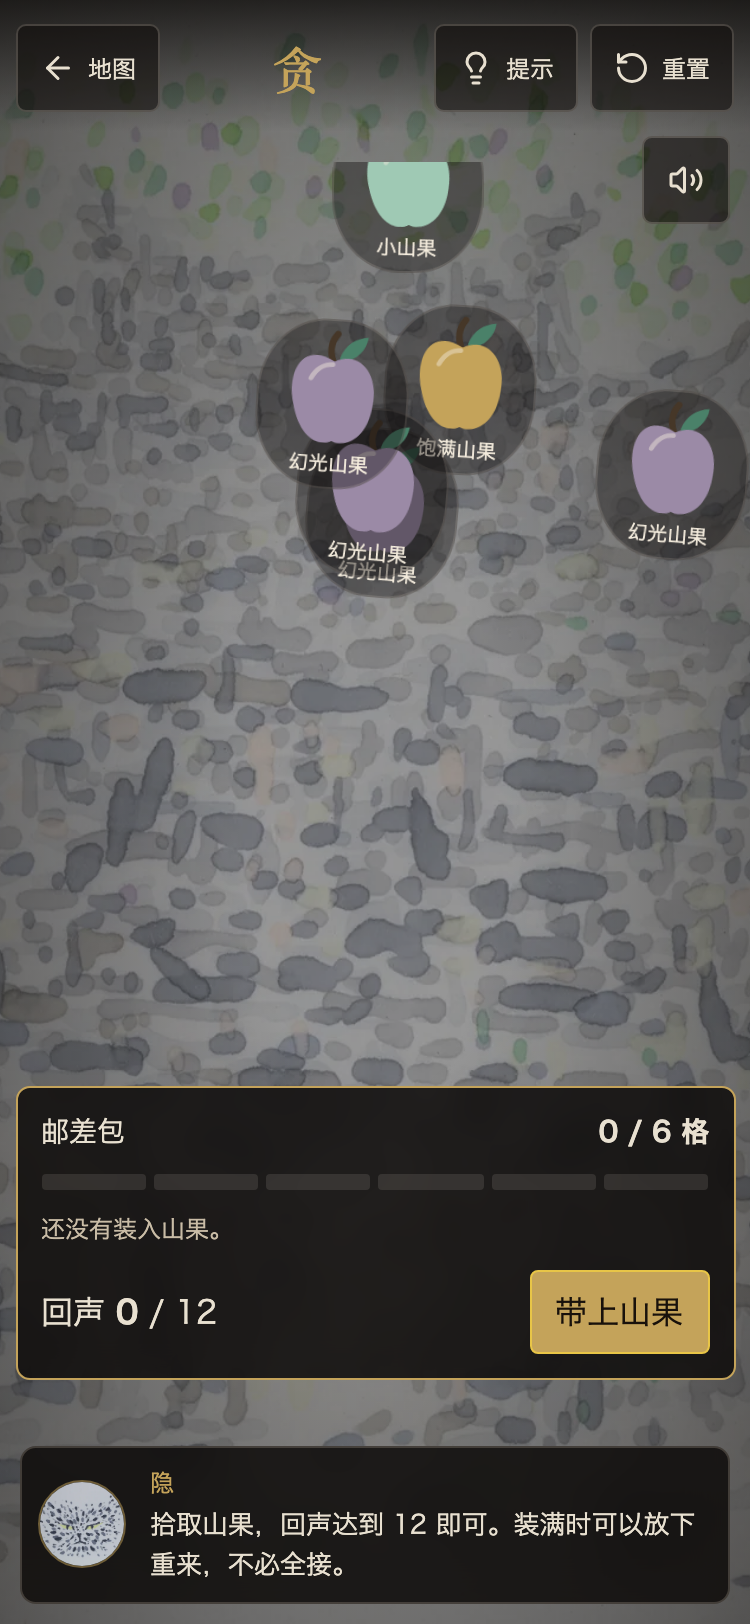 地图
贪
提示
重置
小山果
饱满山果
幻光山果
幻光山果
幻光山果
幻光山果
邮差包
0 / 6 格
还没有装入山果。
回声 0 / 12
带上山果
隐
拾取山果，回声达到 12 即可。装满时可以放下
重来，不必全接。